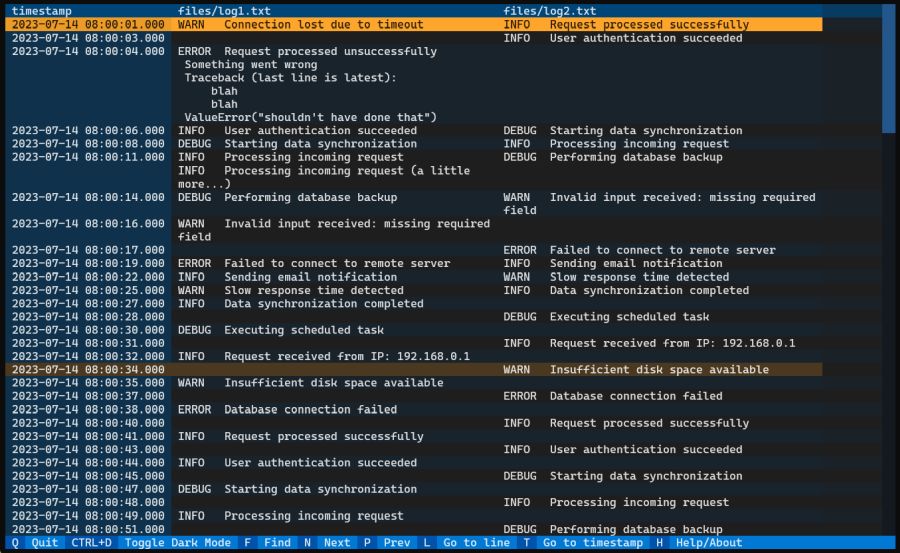 timestamp files/log1.txt files/log2.txt
2023-07-14 08:00:01.000 WARN Connection lost due to timeout INFO Request processed successfully
2023-07-14 08:00:03.000 INFO User authentication succeeded
2023-07-14 08:00:04.000 ERROR Request processed unsuccessfully
Something went wrong
Traceback (last line is latest):
blah
blah
ValueError("shouldn't have done that")
2023-07-14 08:00:06.000 INFO User authentication succeeded DEBUG Starting data synchronization
2023-07-14 08:00:08.000 DEBUG Starting data synchronization INFO Processing incoming request
2023-07-14 08:00:11.000 INFO Processing incoming request DEBUG Performing database backup
INFO Processing incoming request (a little
more...)
2023-07-14 08:00:14.000 DEBUG Performing database backup WARN Invalid input received: missing required
field
2023-07-14 08:00:16.000 WARN Invalid input received: missing required
field
2023-07-14 08:00:17.000 ERROR Failed to connect to remote server
2023-07-14 08:00:19.000 ERROR Failed to connect to remote server INFO Sending email notification
2023-07-14 08:00:22.000 INFO Sending email notification WARN Slow response time detected
2023-07-14 08:00:25.000 WARN Slow response time detected INFO Data synchronization completed
2023-07-14 08:00:27.000 INFO Data synchronization completed
2023-07-14 08:00:28.000 DEBUG Executing scheduled task
2023-07-14 08:00:30.000 DEBUG Executing scheduled task
2023-07-14 08:00:31.000 INFO Request received from IP: 192.168.0.1
2023-07-14 08:00:32.000 INFO Request received from IP: 192.168.0.1
2023-07-14 08:00:34.000 WARN Insufficient disk space available
2023-07-14 08:00:35.000 WARN Insufficient disk space available
2023-07-14 08:00:37.000 ERROR Database connection failed
2023-07-14 08:00:38.000 ERROR Database connection failed
2023-07-14 08:00:40.000 INFO Request processed successfully
2023-07-14 08:00:41.000 INFO Request processed successfully
2023-07-14 08:00:43.000 INFO User authentication succeeded
2023-07-14 08:00:44.000 INFO User authentication succeeded
2023-07-14 08:00:45.000 DEBUG Starting data synchronization
2023-07-14 08:00:47.000 DEBUG Starting data synchronization
2023-07-14 08:00:48.000 INFO Processing incoming request
2023-07-14 08:00:49.000 INFO Processing incoming request
2023-07-14 08:00:51.000 DEBUG Performing database backup
Q Quit CTRL+D Toggle Dark Mode F Find N Next P Prev L Go to line T Go to timestamp H Help/About